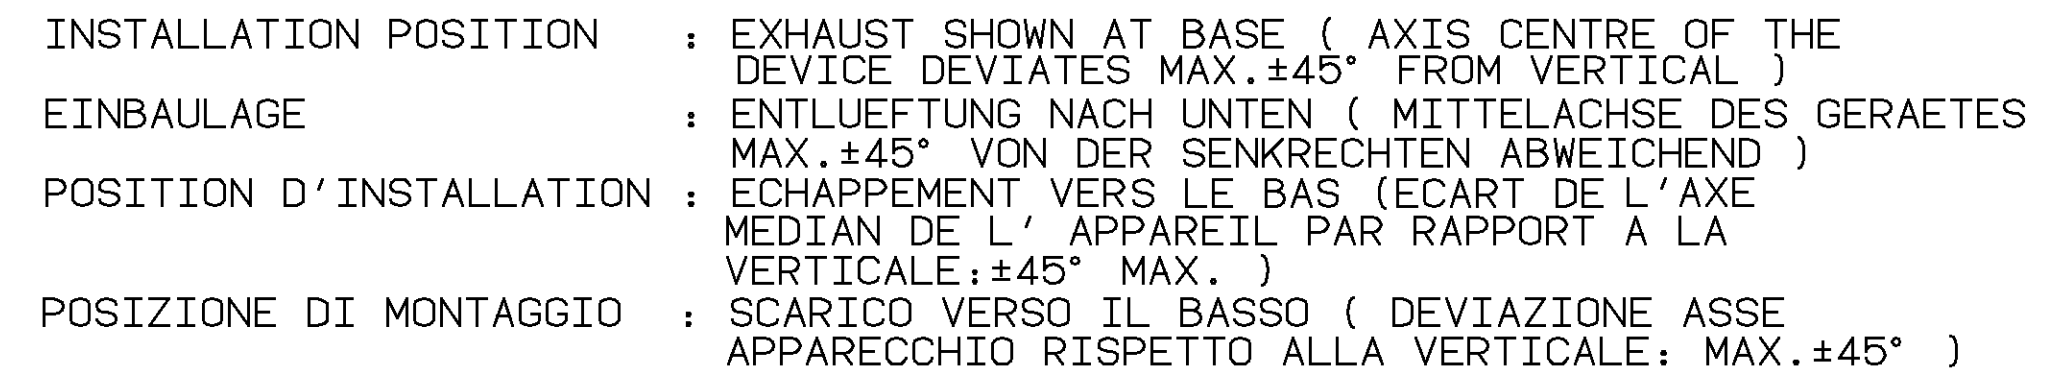 INSTALLATION POSITION : EXHAUST SHOWN AT BASE ( AXIS CENTRE OF THE
DEVICE DEVIATES MAX.±45° FROM VERTICAL )
EINBAULAGE : ENTLUEFTUNG NACH UNTEN ( MITTELACHSE DES GERAETES
MAX.±45° VON DER SENKRECHTEN ABWEICHEND )
POSITION D'INSTALLATION : ECHAPPEMENT VERS LE BAS (ECART DE L'AXE
MEDIAN DE L' APPAREIL PAR RAPPORT A LA
VERTICALE:±45° MAX. )
POSIZIONE DI MONTAGGIO : SCARICO VERSO IL BASSO ( DEVIAZIONE ASSE
APPARECCHIO RISPETTO ALLA VERTICALE: MAX.±45° )